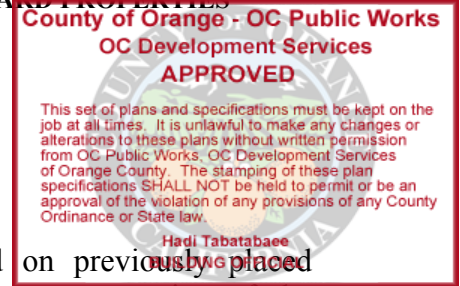 ARD PROPERTIES
County of Orange - OC Public Works
OC Development Services
APPROVED
This set of plans and specifications must be kept on the
job at all times. It is unlawful to make any changes or
alterations to these plans without written permission
from OC Public Works, OC Development Services
of Orange County. The stamping of these plan
specifications SHALL NOT be held to permit or be an
approval of the violation of any provisions of any County
Ordinance or State law.
Hadi Tabatabaee
BUILDING OFFICIAL
on previously placed